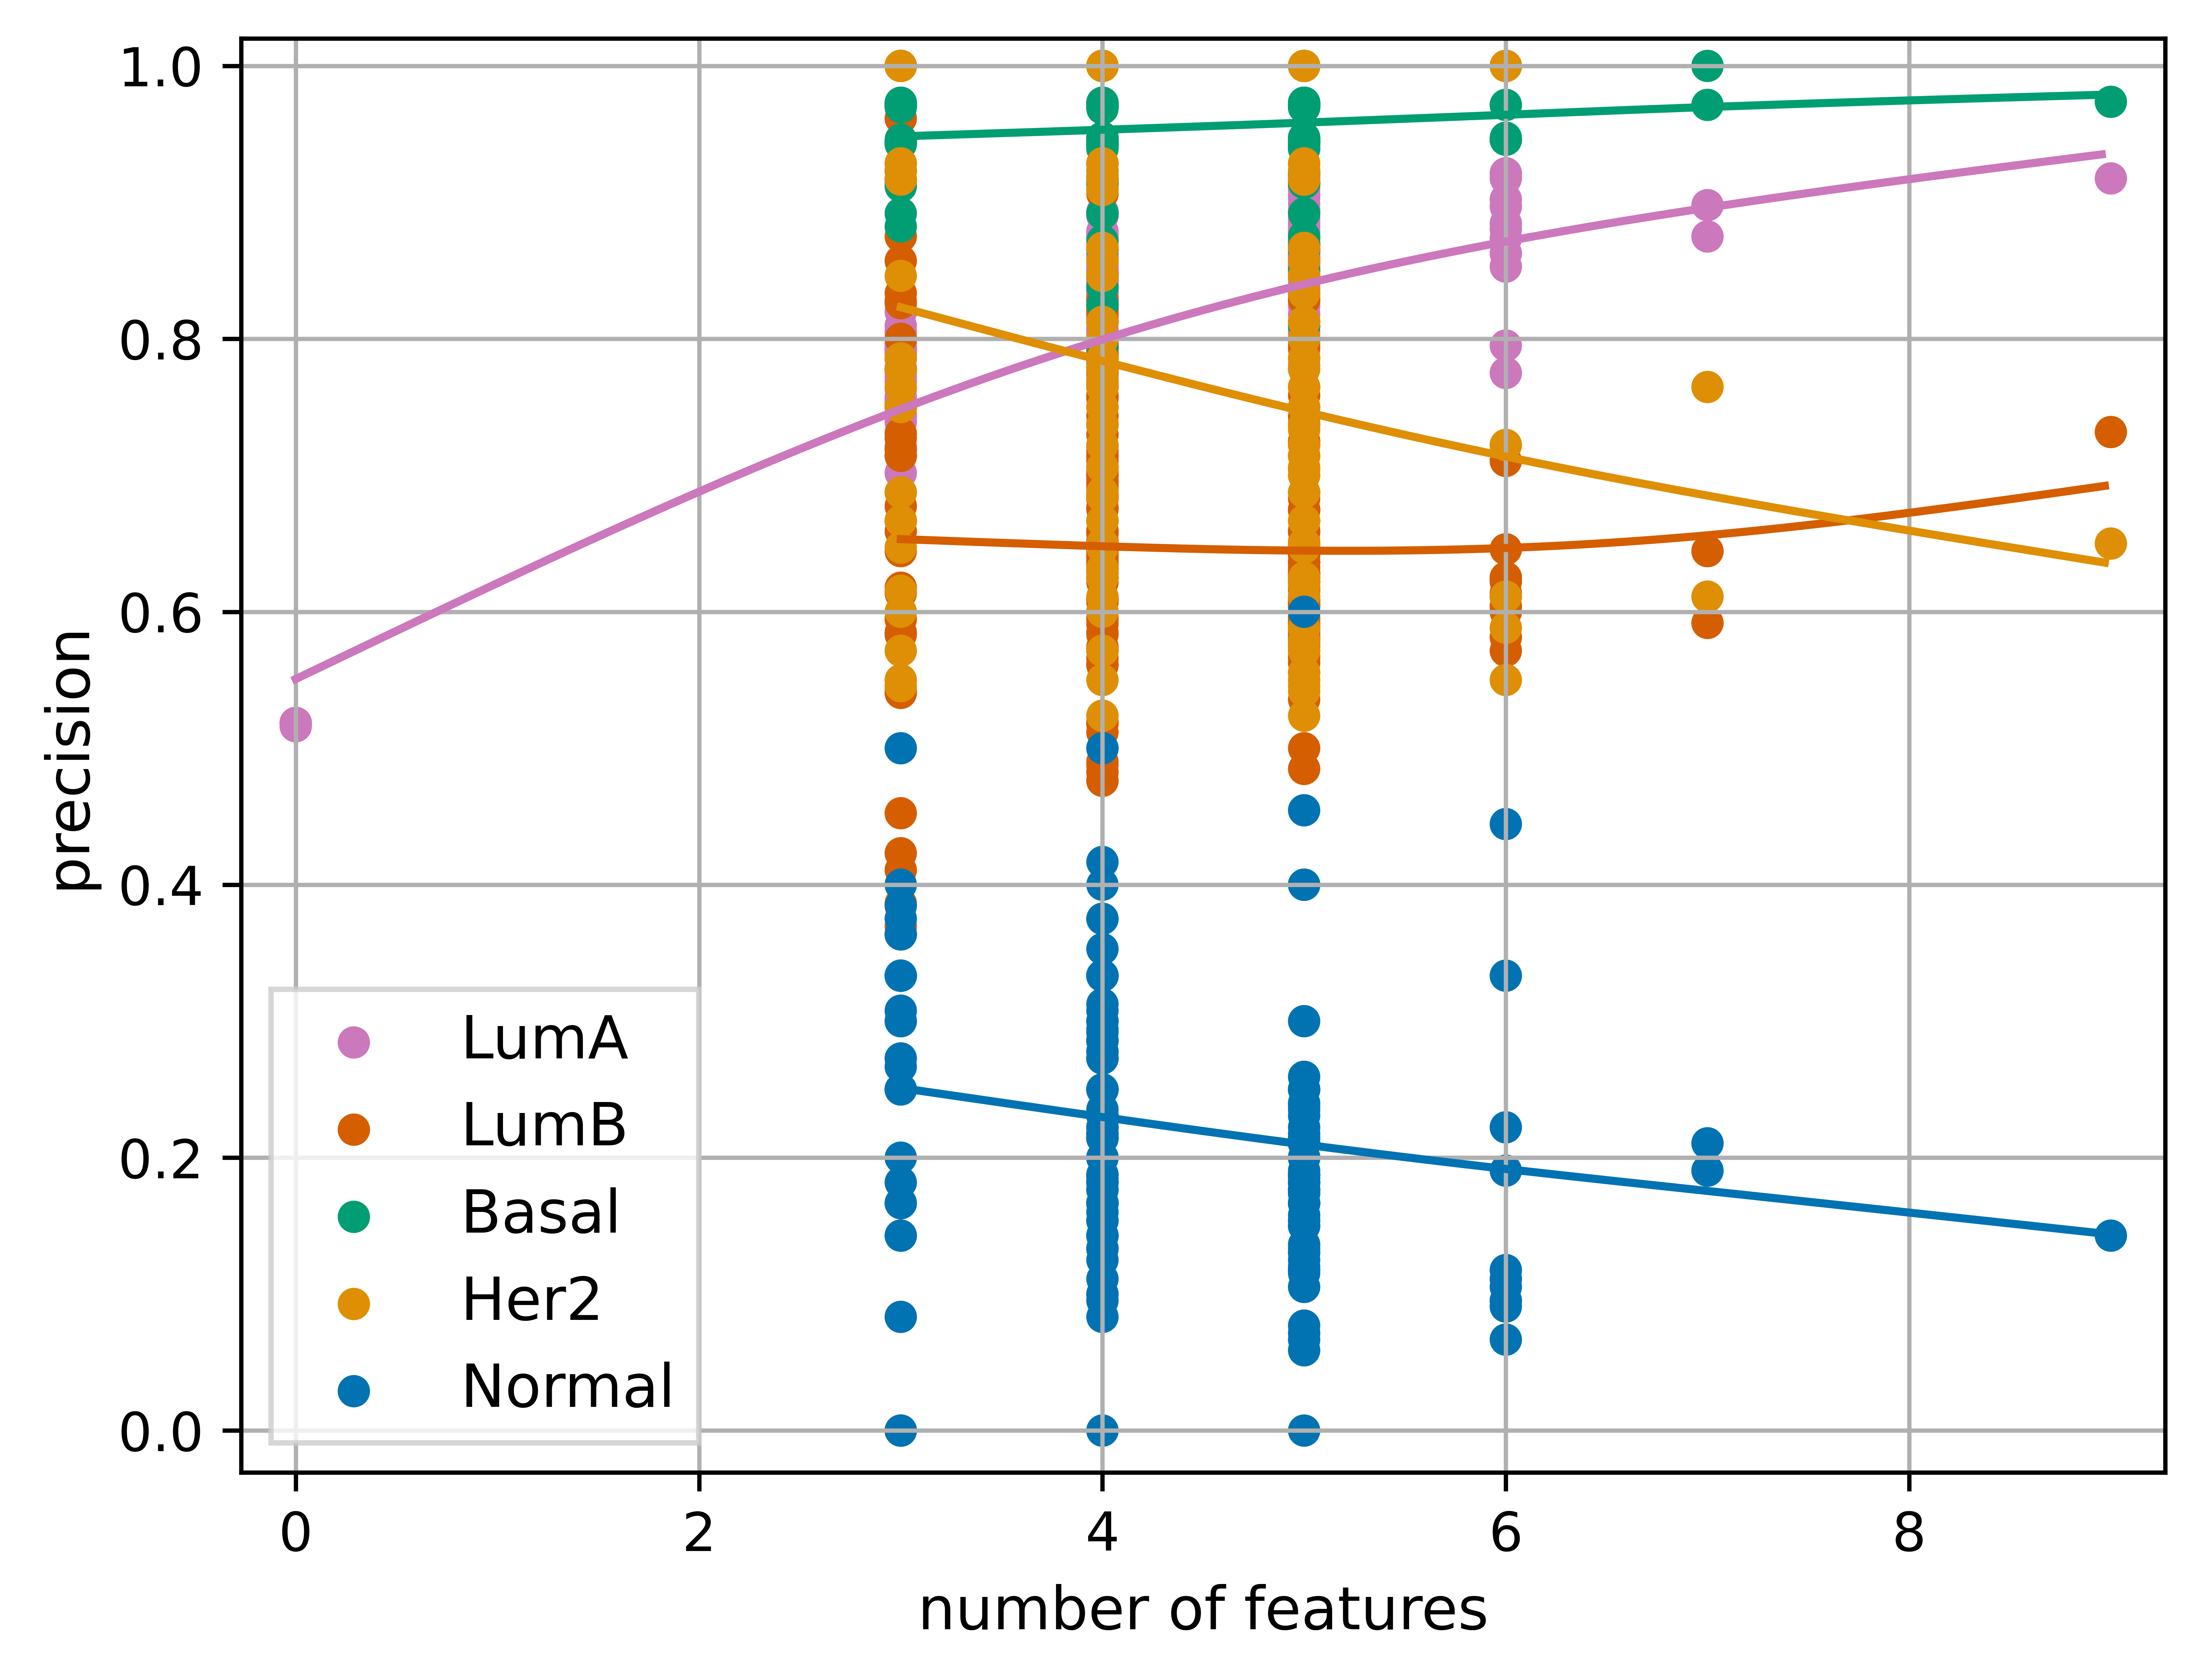 1.0
0.8
0.6
0.4
0.2
0.0
precision
LumA
LumB
Basal
Her2
Normal
0 2 4 6 8
number of features